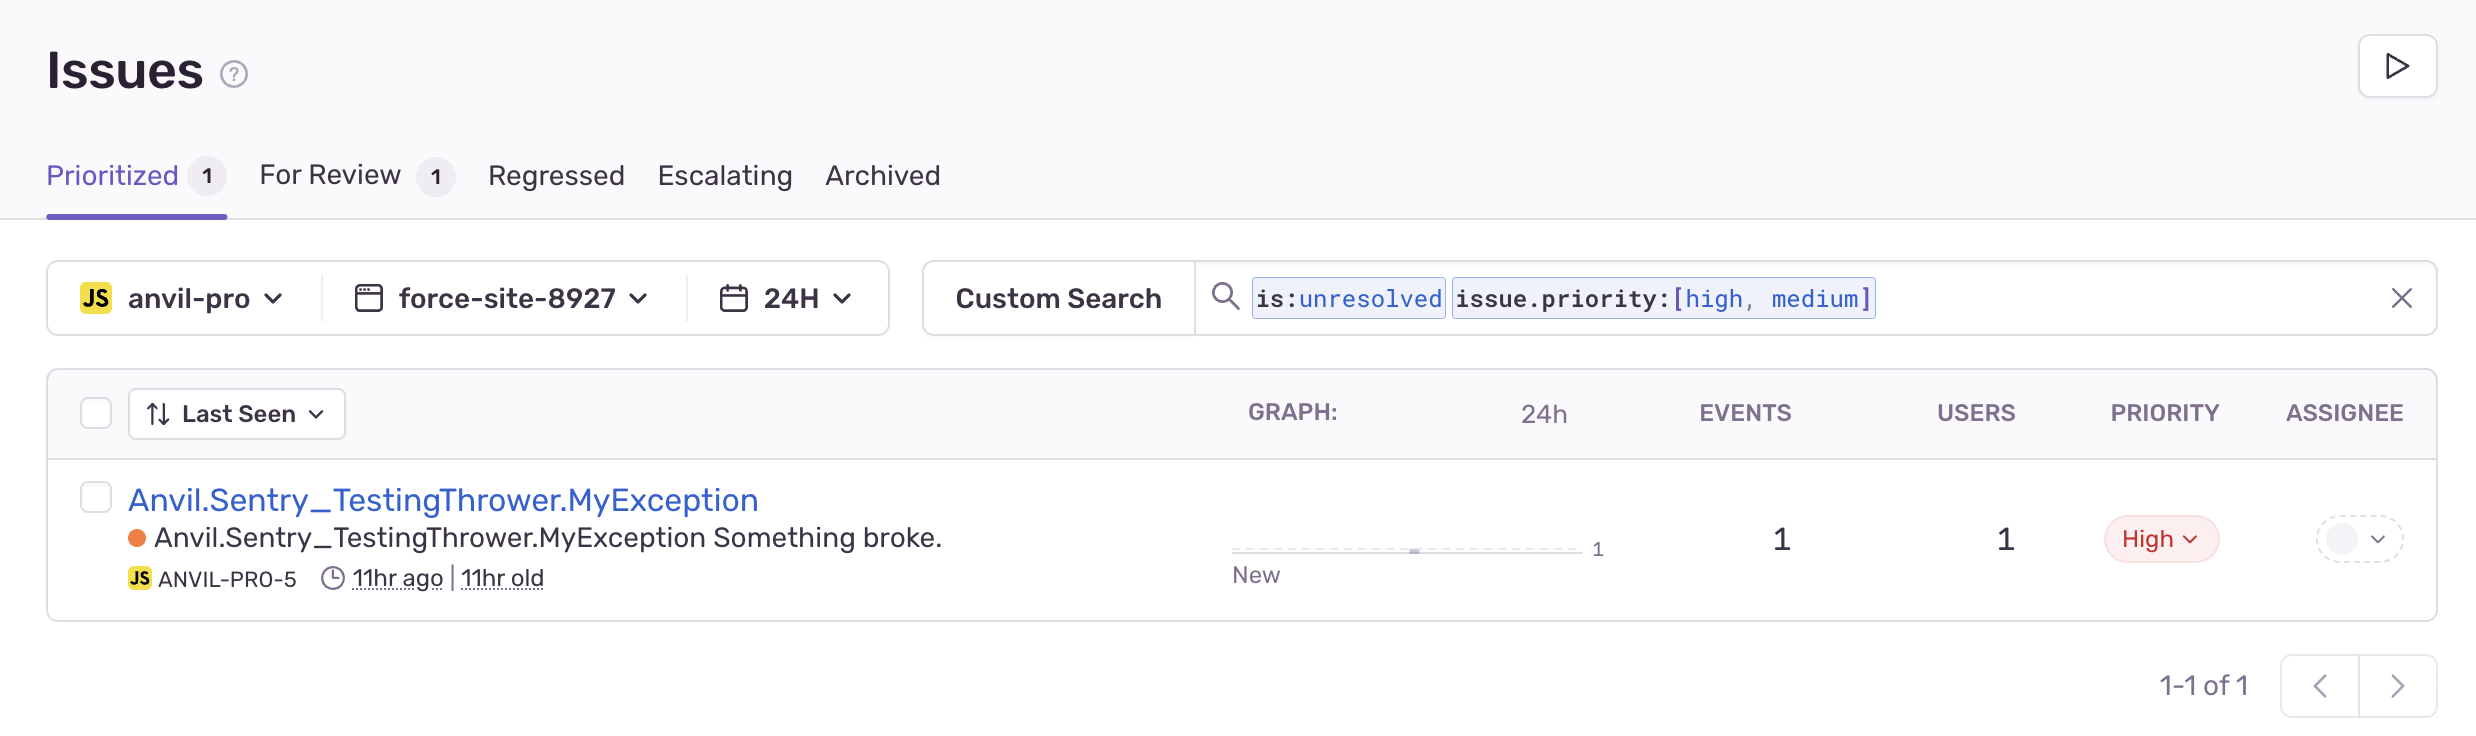 Issues ?
Prioritized 1 For Review 1 Regressed Escalating Archived
JS anvil-pro force-site-8927 24H Custom Search is:unresolved issue.priority:[high, medium]
Last Seen GRAPH: 24h EVENTS USERS PRIORITY ASSIGNEE
Anvil.Sentry_TestingThrower.MyException
Anvil.Sentry_TestingThrower.MyException Something broke.
JS ANVIL-PRO-5 11hr ago | 11hr old
1
New
1 1 High
1-1 of 1